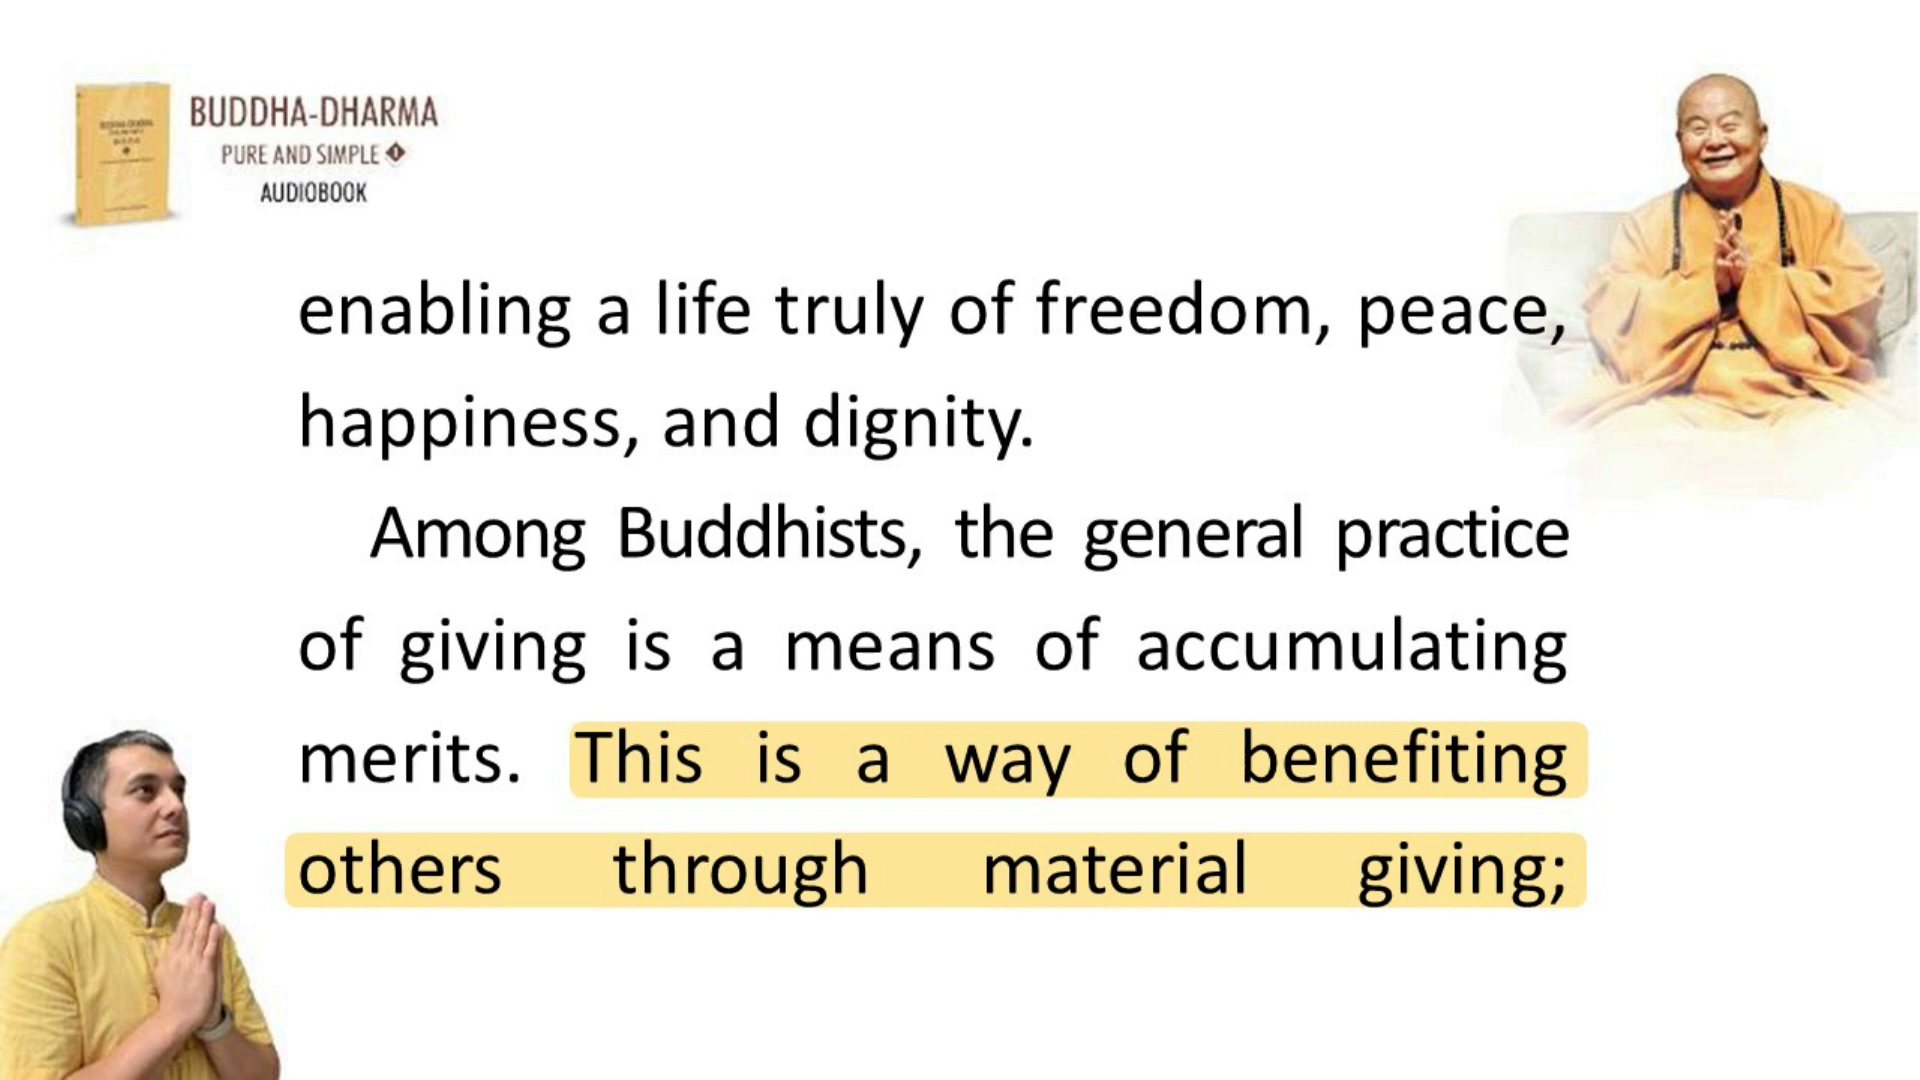 BUDDHA-DHARMA
PURE AND SIMPLE 1
AUDIOBOOK
enabling a life truly of freedom, peace,
happiness, and dignity.
Among Buddhists, the general practice
of giving is a means of accumulating
merits. This is a way of benefiting
others through material giving;